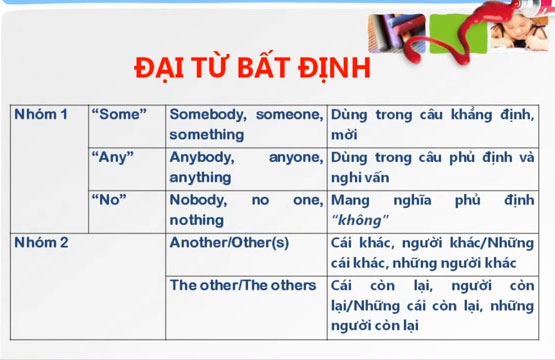 ĐẠI TỪ BẤT ĐỊNH
Nhóm 1 “Some” Somebody, someone, something Dùng trong câu khẳng định, mời
“Any” Anybody, anyone, anything Dùng trong câu phủ định và nghi vấn
“No” Nobody, no one, nothing Mang nghĩa phủ định “không”
Nhóm 2 Another/Other(s) Cái khác, người khác/Những cái khác, những người khác
The other/The others Cái còn lại, người còn lại/Những cái còn lại, những người còn lại